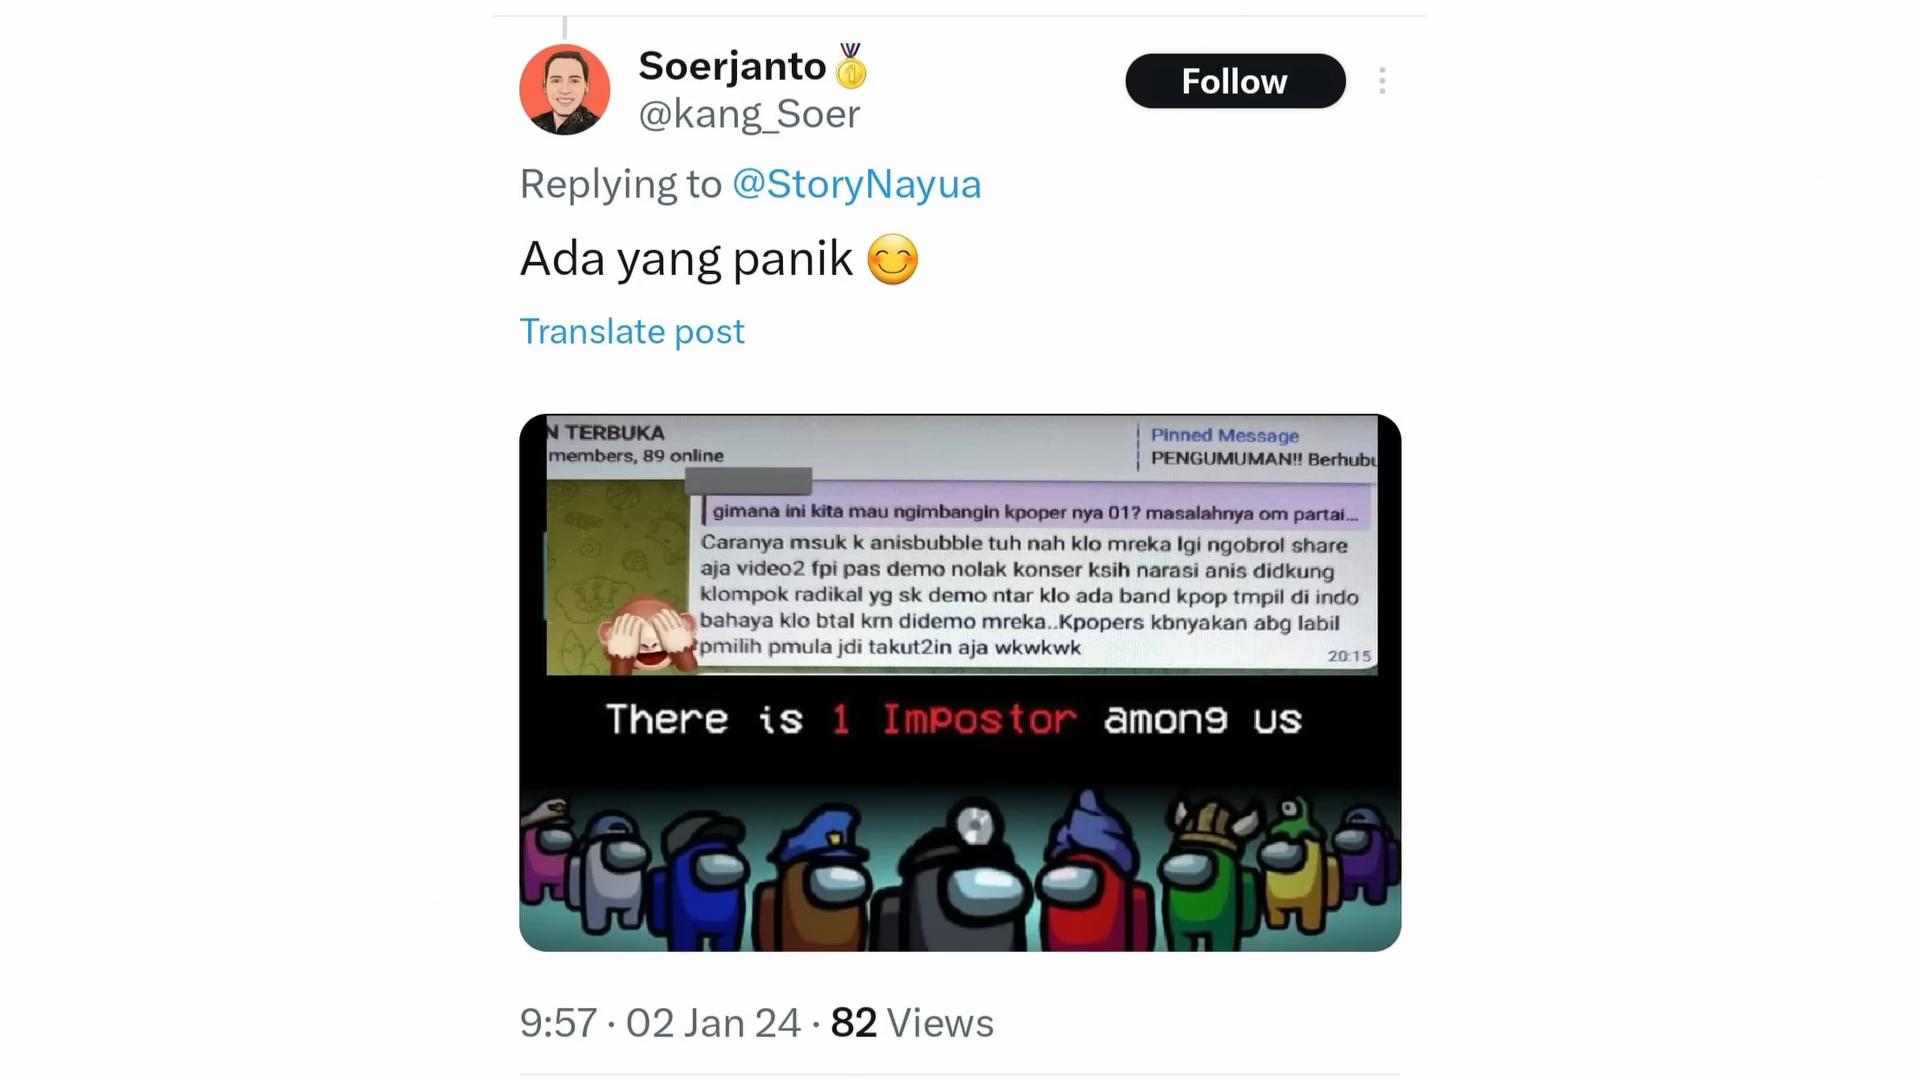 Soerjanto
@kang_Soer
Follow
Replying to @StoryNayua
Ada yang panik
Translate post
N TERBUKA
members, 89 online
Pinned Message
PENGUMUMAN!! Berhubu
gimana ini kita mau ngimbangin kpoper nya 01? masalahnya om partai...
Caranya msuk k anisbubble tuh nah klo mreka lgi ngobrol share
aja video2 fpi pas demo nolak konser ksih narasi anis didkung
klompok radikal yg sk demo ntar klo ada band kpop tmpil di indo
bahaya klo btal krn didemo mreka..Kpopers kbnyakan abg labil
pmilih pmula jdi takut2in aja wkwkwk
20:15
There is 1 Impostor among us
9:57 · 02 Jan 24 · 82 Views